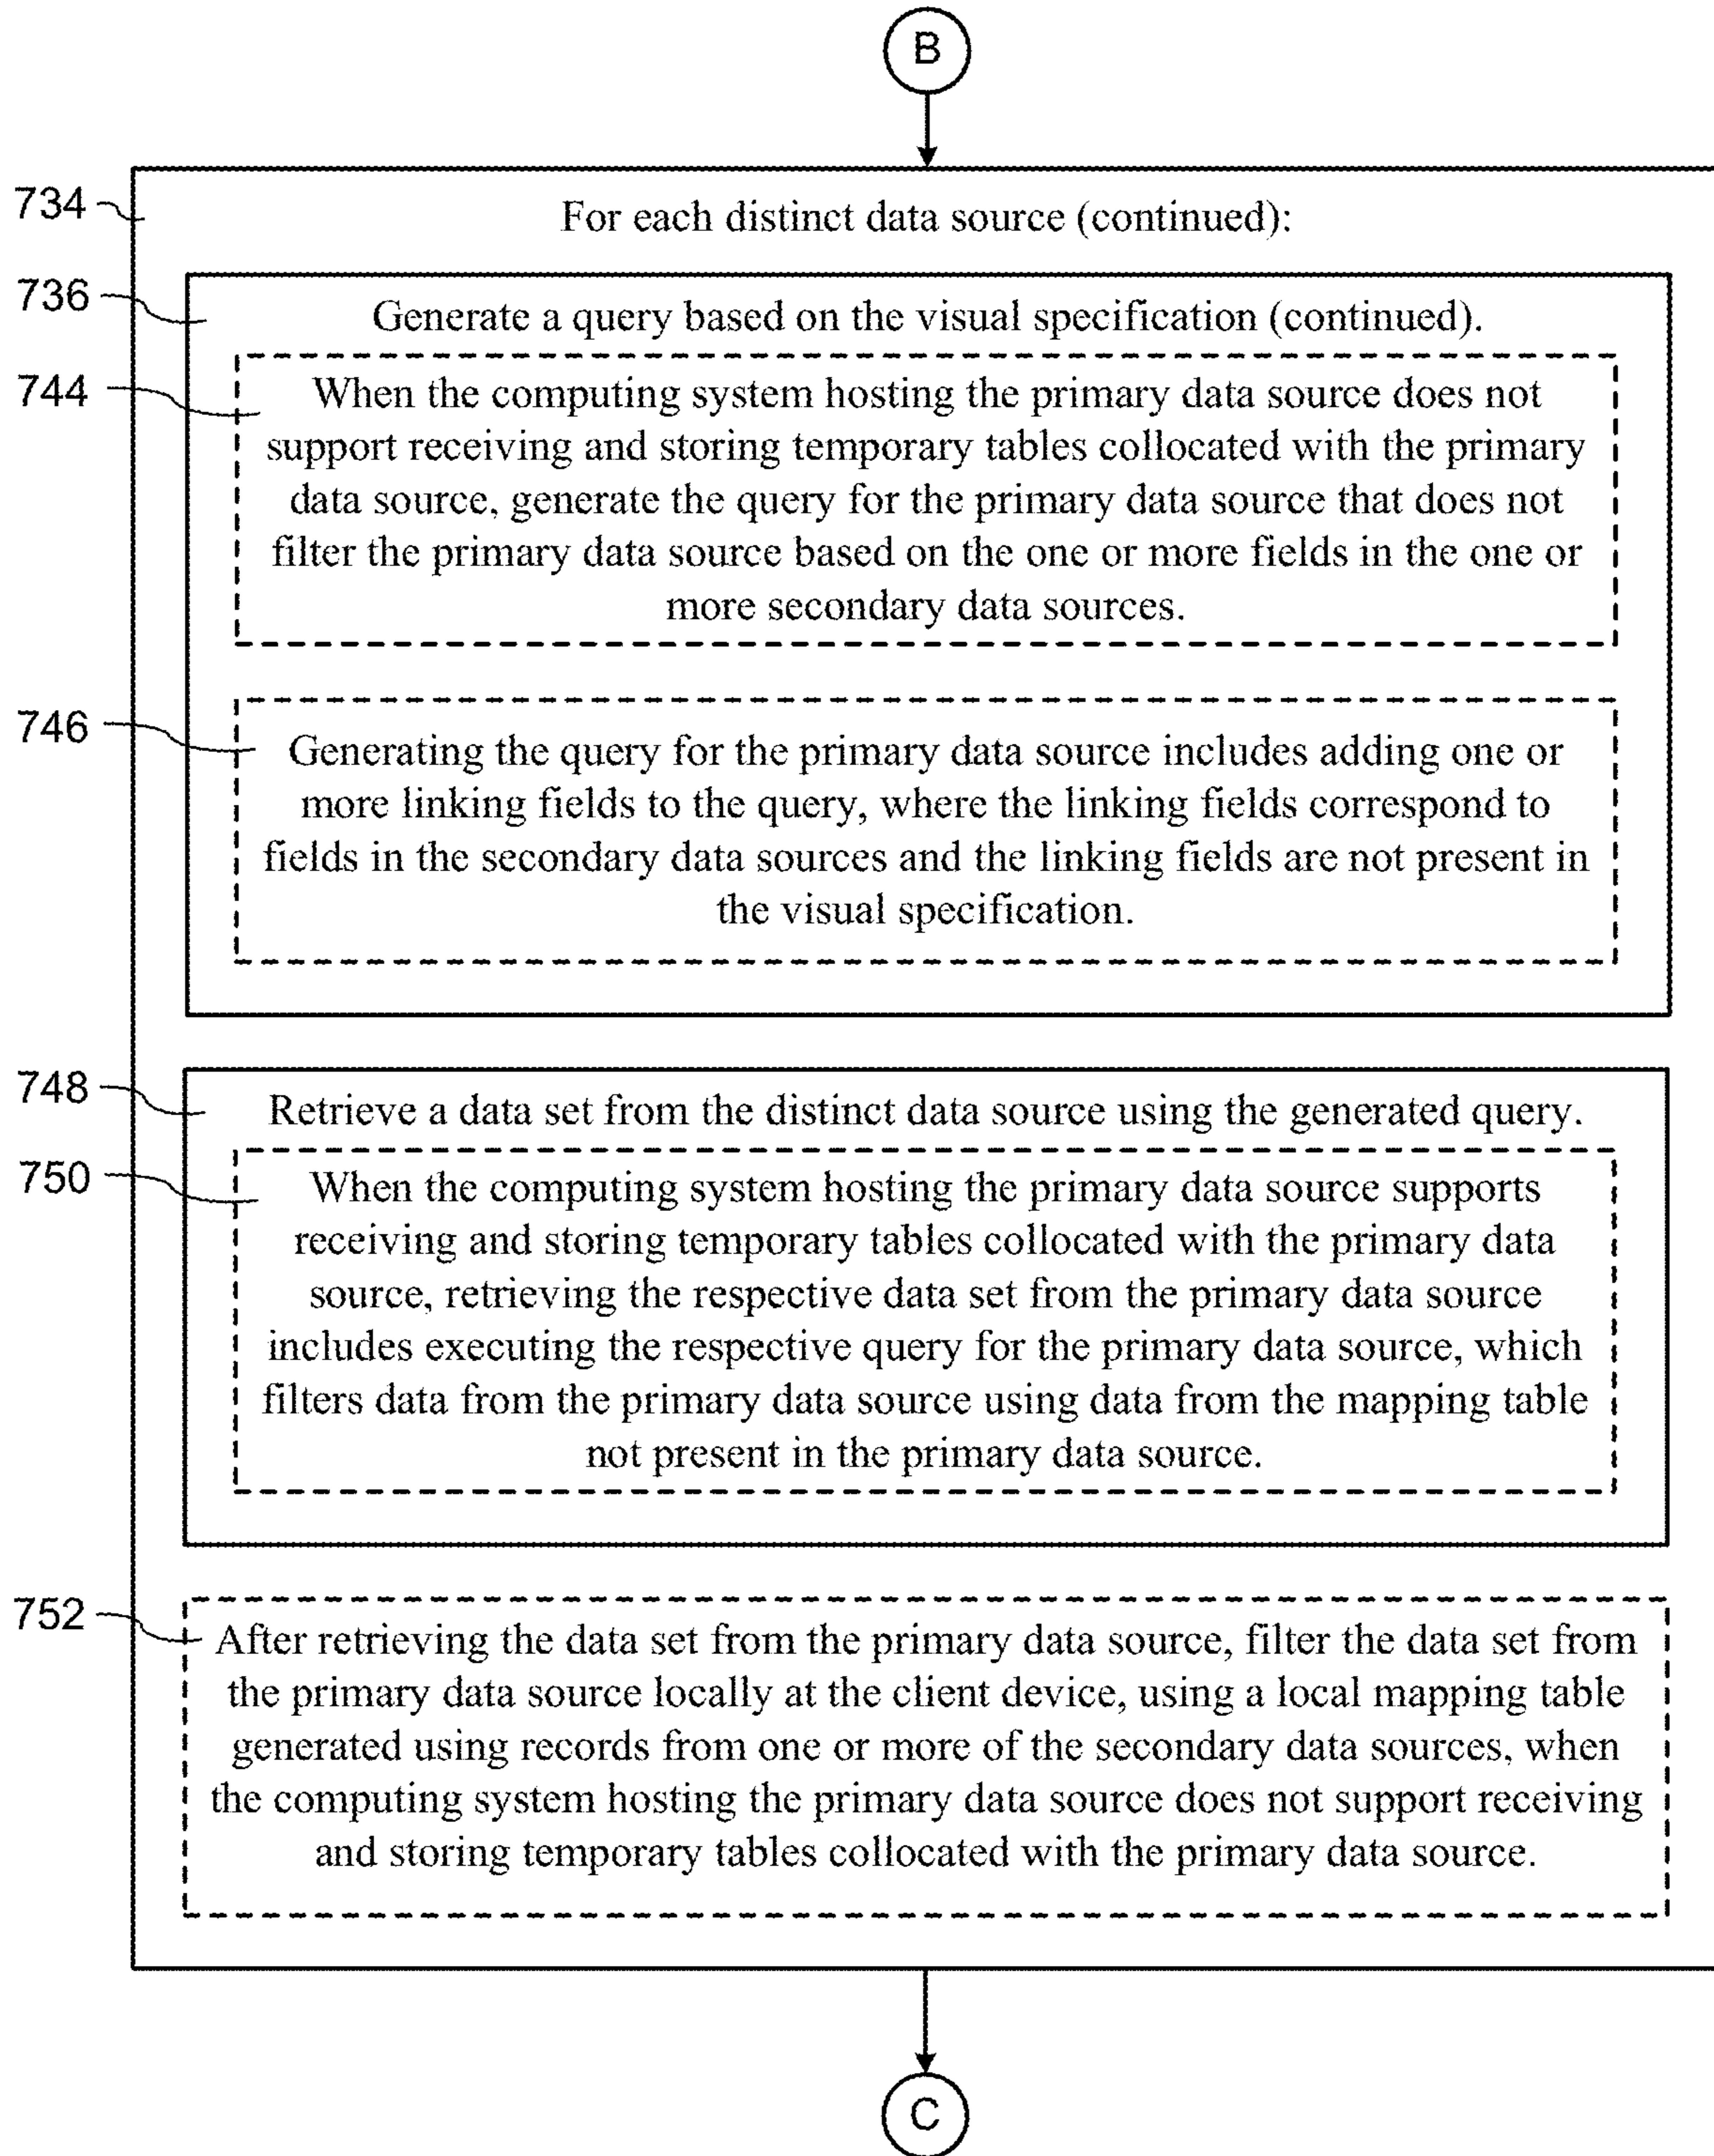 B
734
For each distinct data source (continued):
736
Generate a query based on the visual specification (continued).
744
When the computing system hosting the primary data source does not
support receiving and storing temporary tables collocated with the primary
data source, generate the query for the primary data source that does not
filter the primary data source based on the one or more fields in the one or
more secondary data sources.
746
Generating the query for the primary data source includes adding one or
more linking fields to the query, where the linking fields correspond to
fields in the secondary data sources and the linking fields are not present in
the visual specification.
748
Retrieve a data set from the distinct data source using the generated query.
750
When the computing system hosting the primary data source supports
receiving and storing temporary tables collocated with the primary data
source, retrieving the respective data set from the primary data source
includes executing the respective query for the primary data source, which
filters data from the primary data source using data from the mapping table
not present in the primary data source.
752
After retrieving the data set from the primary data source, filter the data set from
the primary data source locally at the client device, using a local mapping table
generated using records from one or more of the secondary data sources, when
the computing system hosting the primary data source does not support receiving
and storing temporary tables collocated with the primary data source.
C